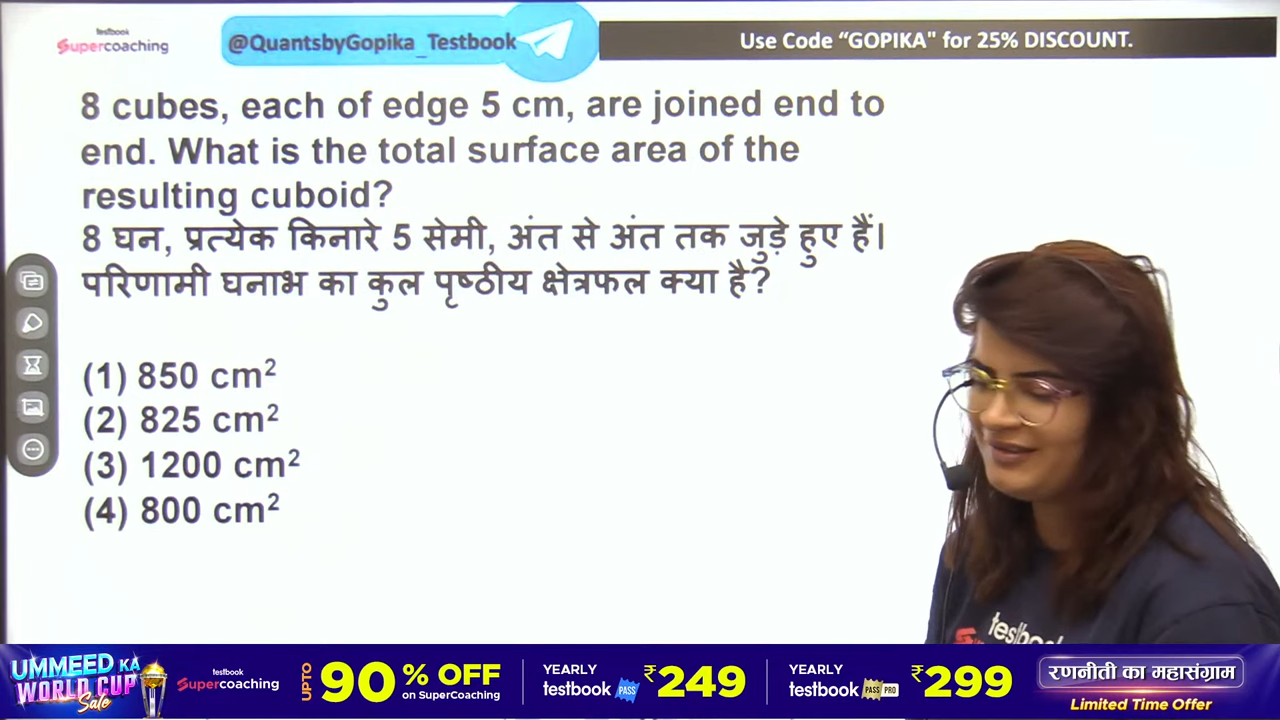 testbook
Supercoaching
@QuantsbyGopika_Testbook
Use Code “GOPIKA" for 25% DISCOUNT.
8 cubes, each of edge 5 cm, are joined end to
end. What is the total surface area of the
resulting cuboid?
8 घन, प्रत्येक किनारे 5 सेमी, अंत से अंत तक जुड़े हुए हैं।
परिणामी घनाभ का कुल पृष्ठीय क्षेत्रफल क्या है?
(1) 850 cm²
(2) 825 cm²
(3) 1200 cm²
(4) 800 cm²
testbook
UMMEED KA
WORLD CUP
Sale
testbook
Supercoaching
UPTO 90% OFF
on SuperCoaching
YEARLY
testbook PASS
₹249
YEARLY
testbook PASS PRO
₹299
रणनीती का महासंग्राम
Limited Time Offer